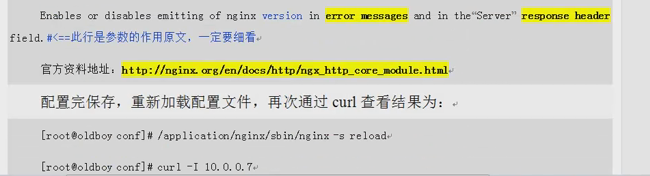 Enables or disables emitting of nginx version in error messages and in the“Server” response header
field.#<==此行是参数的作用原文，一定要细看
官方资料地址：http://nginx.org/en/docs/http/ngx_http_core_module.html
配置完保存，重新加载配置文件，再次通过 curl 查看结果为：
[root@oldboy conf]# /application/nginx/sbin/nginx -s reload
[root@oldboy conf]# curl -I 10.0.0.7